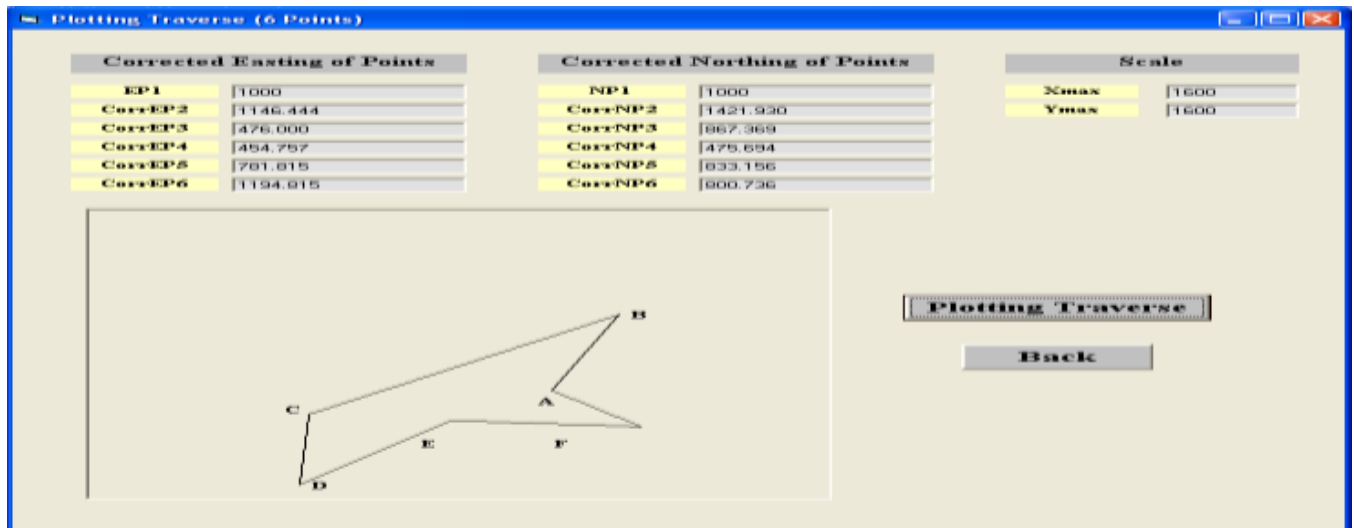 Plotting Traverse (6 Points)
Corrected Easting of Points
Corrected Northing of Points
Scale
EP1 1000 NP1 1000 Xmax 1600
CorrEP2 1146.444 CorrNP2 1421.930 Ymax 1600
CorrEP3 476.000 CorrNP3 867.369
CorrEP4 454.757 CorrNP4 475.694
CorrEP5 781.815 CorrNP5 833.156
CorrEP6 1194.815 CorrNP6 800.736
B
Plotting Traverse
Back
A
C
E
F
D